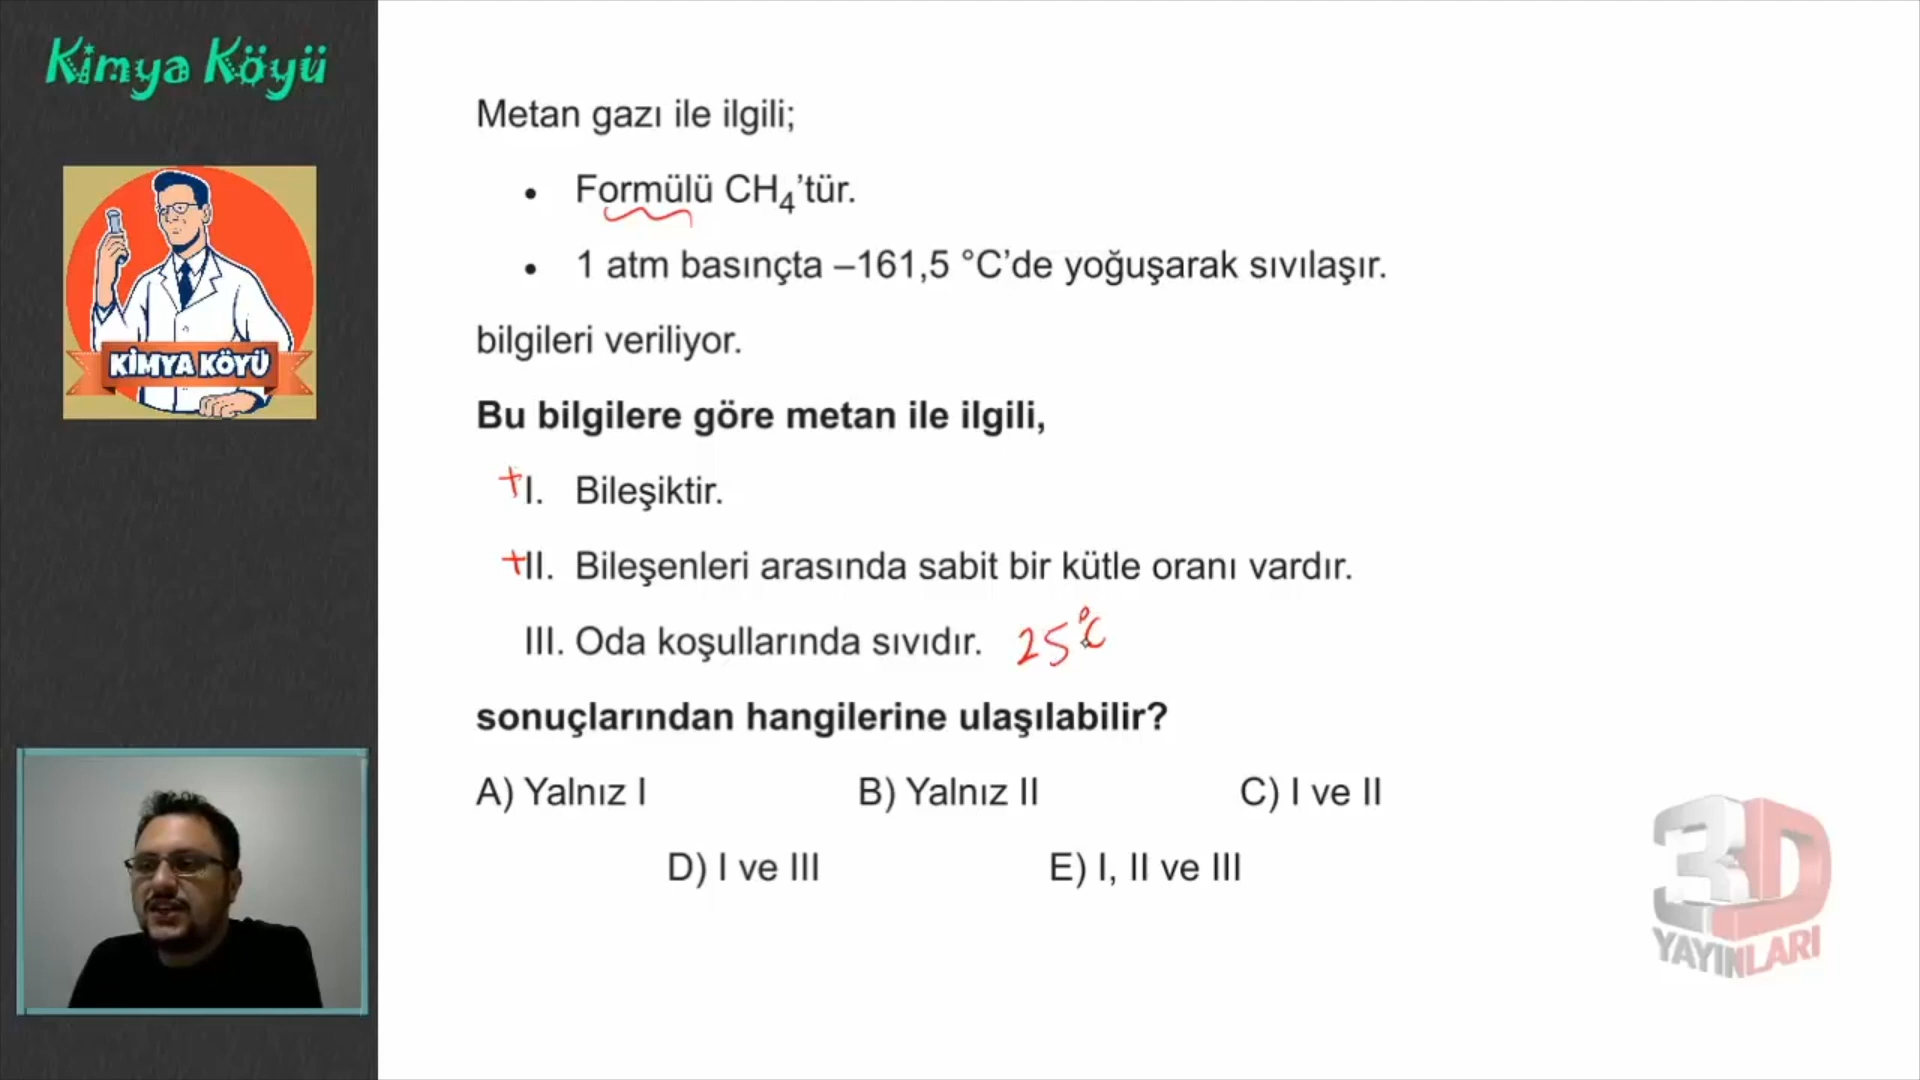 Kimya Köyü
KİMYA KÖYÜ
Metan gazı ile ilgili;
• Formülü CH₄’tür.
• 1 atm basınçta –161,5 °C’de yoğuşarak sıvılaşır.
bilgileri veriliyor.
Bu bilgilere göre metan ile ilgili,
+ I. Bileşiktir.
+ II. Bileşenleri arasında sabit bir kütle oranı vardır.
III. Oda koşullarında sıvıdır. 25°C
sonuçlarından hangilerine ulaşılabilir?
A) Yalnız I B) Yalnız II C) I ve II
D) I ve III E) I, II ve III
3D
YAYINLARI